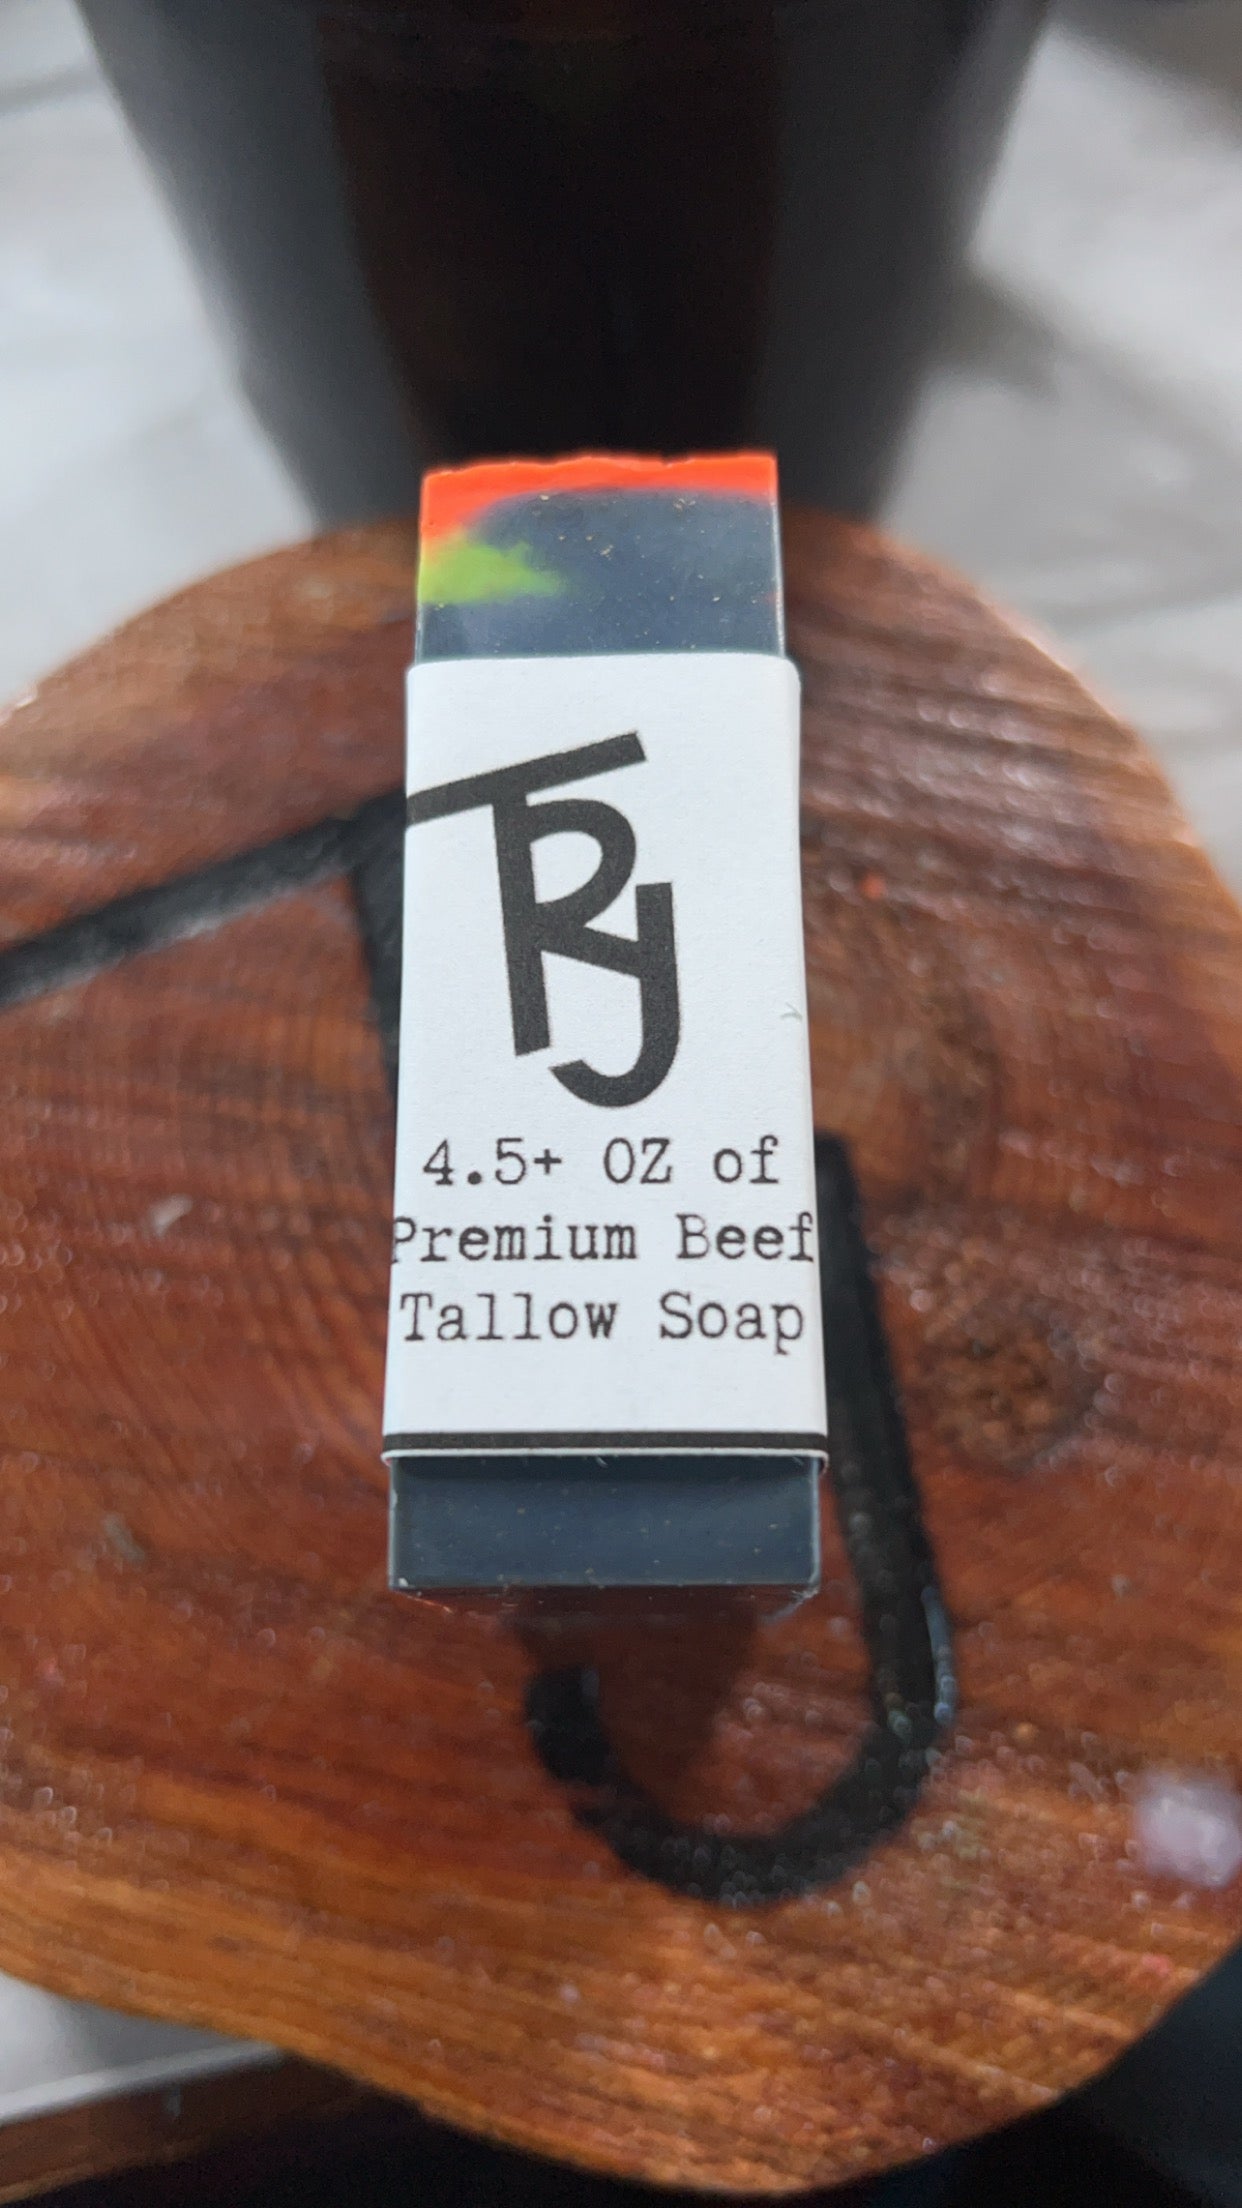 TRJ
4.5+ OZ of
Premium Beef
Tallow Soap